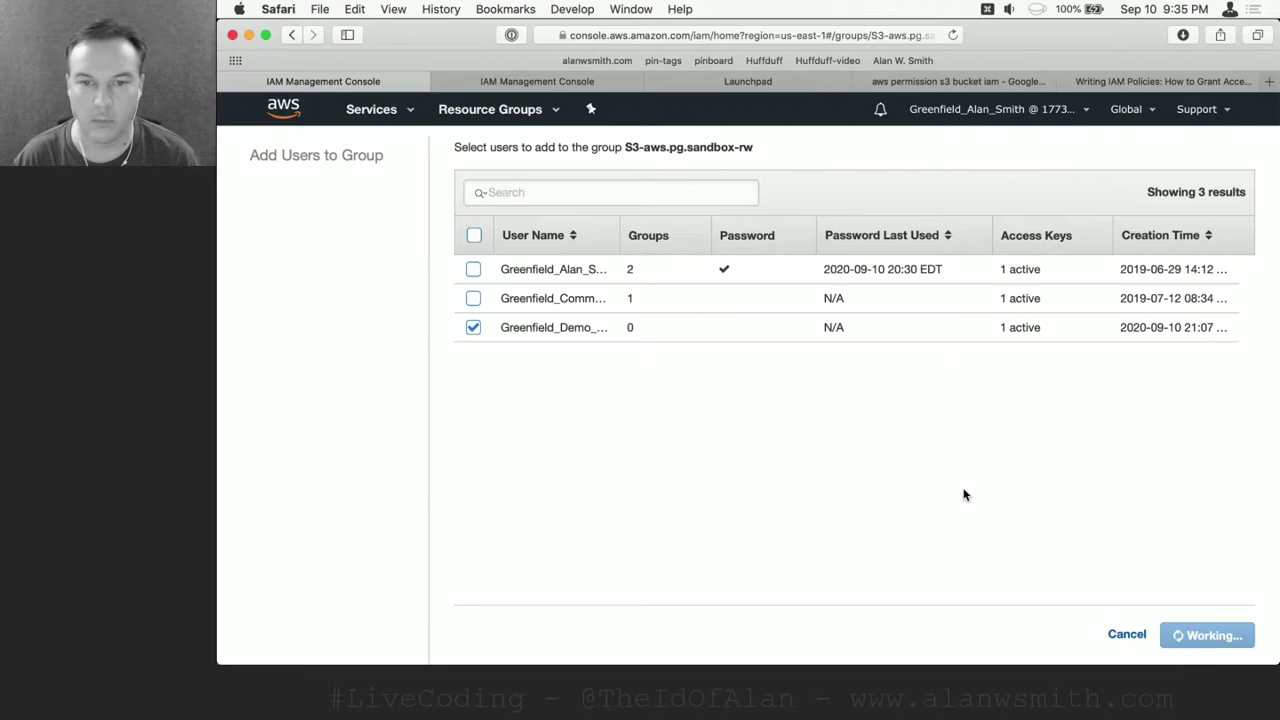 Safari File Edit View History Bookmarks Develop Window Help 100% Sep 10 9:35 PM
console.aws.amazon.com/iam/home?region=us-east-1#/groups/S3-aws.pg.sa
alanwsmith.com pin-tags pinboard Huffduff Huffduff-video Alan W. Smith
IAM Management Console IAM Management Console Launchpad aws permission s3 bucket iam - Google... Writing IAM Policies: How to Grant Acce...
aws Services Resource Groups Greenfield_Alan_Smith @ 1773... Global Support
Add Users to Group
Select users to add to the group S3-aws.pg.sandbox-rw
Search Showing 3 results
User Name Groups Password Password Last Used Access Keys Creation Time
Greenfield_Alan_S... 2 2020-09-10 20:30 EDT 1 active 2019-06-29 14:12 ...
Greenfield_Comm... 1 N/A 1 active 2019-07-12 08:34 ...
Greenfield_Demo_... 0 N/A 1 active 2020-09-10 21:07 ...
Cancel Working...
#LiveCoding - @TheIdOfAlan - www.alanwsmith.com